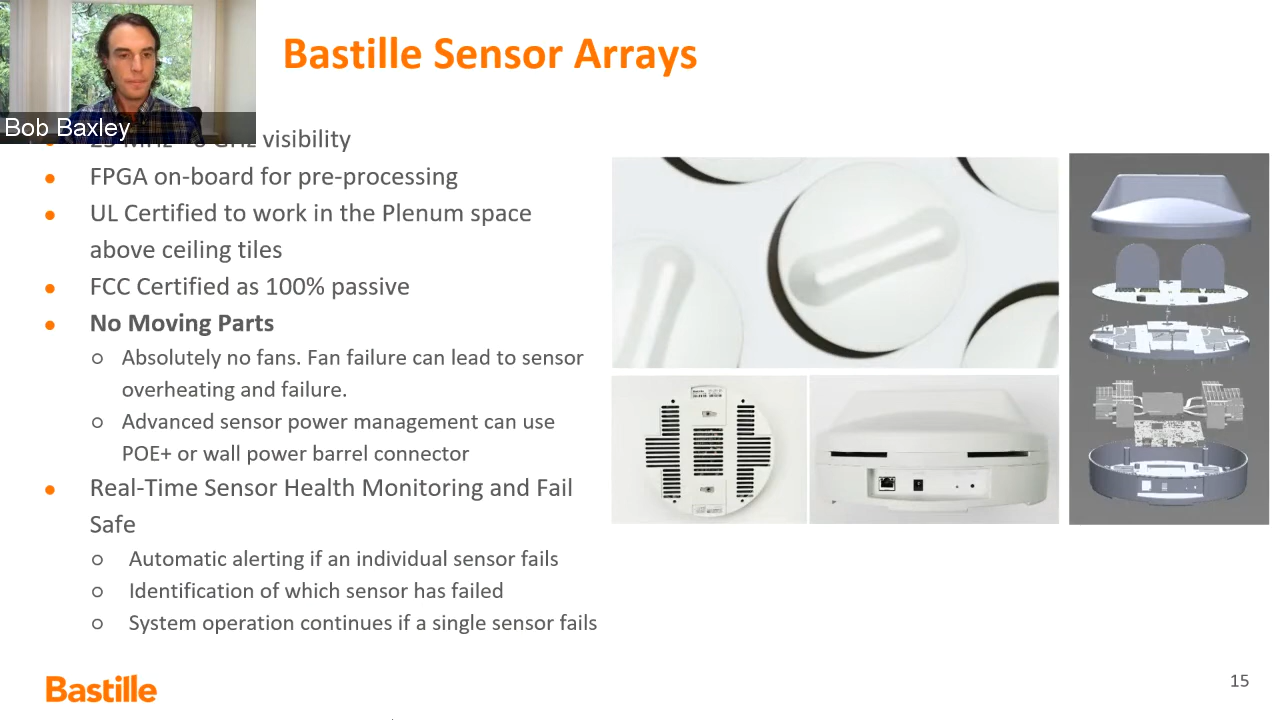 Bastille Sensor Arrays
Bob Baxley
visibility
FPGA on-board for pre-processing
UL Certified to work in the Plenum space
above ceiling tiles
FCC Certified as 100% passive
No Moving Parts
Absolutely no fans. Fan failure can lead to sensor
overheating and failure.
Advanced sensor power management can use
POE+ or wall power barrel connector
Real-Time Sensor Health Monitoring and Fail
Safe
Automatic alerting if an individual sensor fails
Identification of which sensor has failed
System operation continues if a single sensor fails
Bastille
15